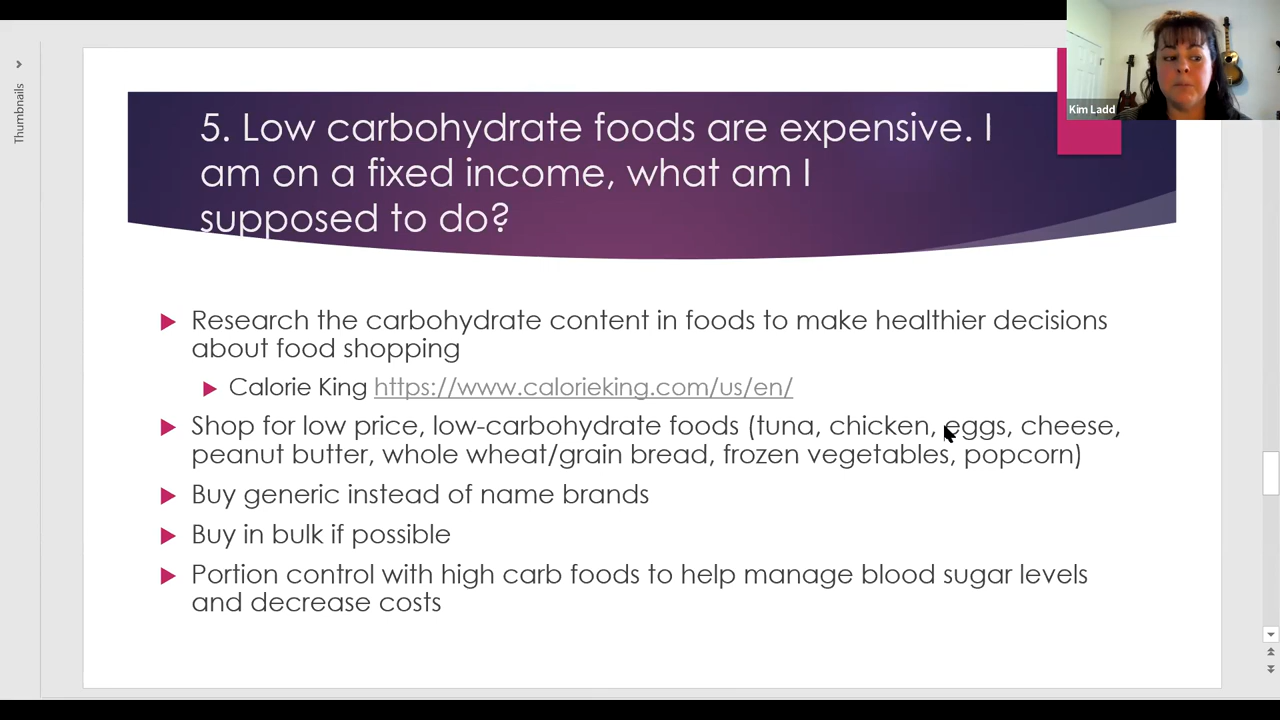 Thumbnails
Kim Ladd
5. Low carbohydrate foods are expensive. I
am on a fixed income, what am I
supposed to do?
Research the carbohydrate content in foods to make healthier decisions
about food shopping
Calorie King https://www.calorieking.com/us/en/
Shop for low price, low-carbohydrate foods (tuna, chicken, eggs, cheese,
peanut butter, whole wheat/grain bread, frozen vegetables, popcorn)
Buy generic instead of name brands
Buy in bulk if possible
Portion control with high carb foods to help manage blood sugar levels
and decrease costs